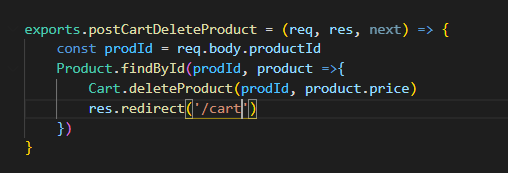 exports.postCartDeleteProduct = (req, res, next) => {
    const prodId = req.body.productId
    Product.findById(prodId, product =>{
        Cart.deleteProduct(prodId, product.price)
        res.redirect('/cart')
    })
}